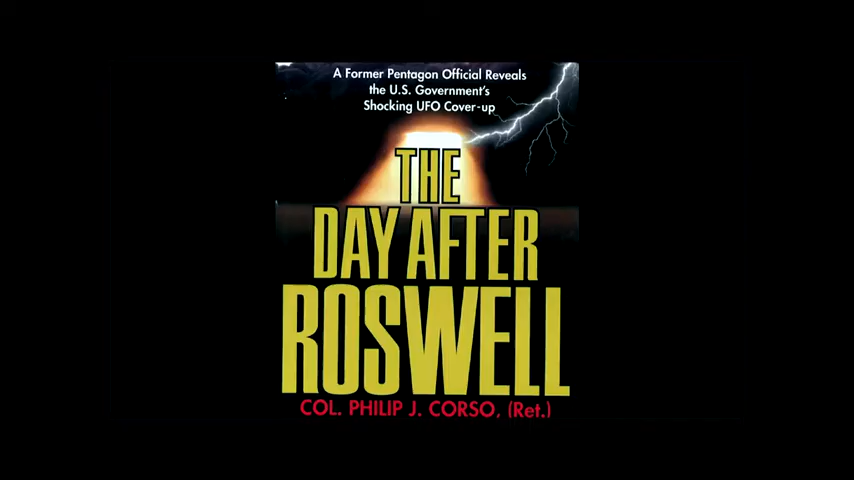 A Former Pentagon Official Reveals
the U.S. Government's
Shocking UFO Cover-up
THE
DAY AFTER
ROSWELL
COL. PHILIP J. CORSO, (Ret.)